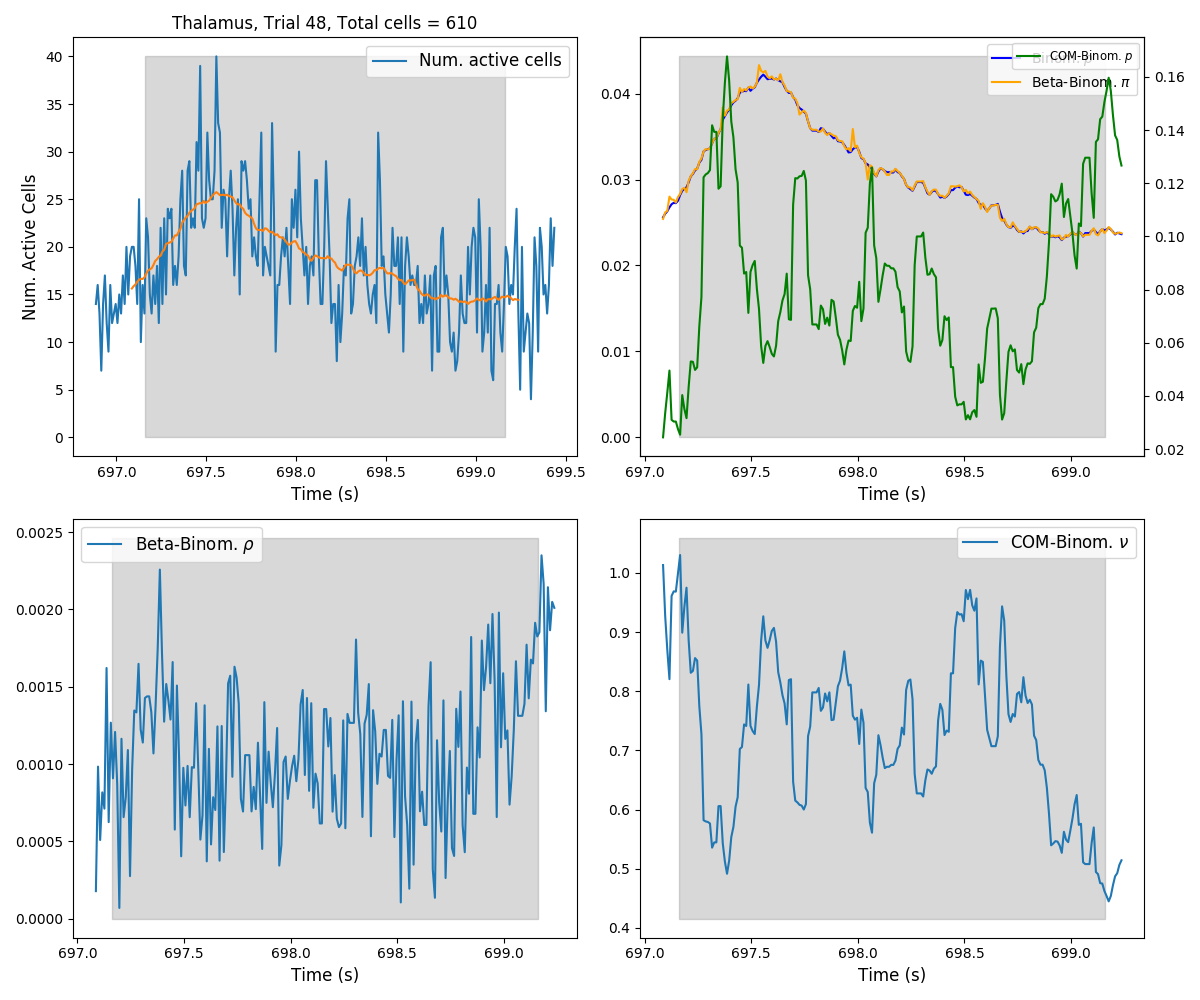 Thalamus, Trial 48, Total cells = 610
40
35
30
25
20
15
10
5
0
Num. Active Cells
Num. active cells
697.0 697.5 698.0 698.5 699.0 699.5
Time (s)
COM-Binom. p
Binom. p
Beta-Binom. π
0.04
0.03
0.02
0.01
0.00
0.16
0.14
0.12
0.10
0.08
0.06
0.04
0.02
697.0 697.5 698.0 698.5 699.0
Time (s)
Beta-Binom. ρ
0.0025
0.0020
0.0015
0.0010
0.0005
0.0000
697.0 697.5 698.0 698.5 699.0
Time (s)
COM-Binom. ν
1.0
0.9
0.8
0.7
0.6
0.5
0.4
697.0 697.5 698.0 698.5 699.0
Time (s)